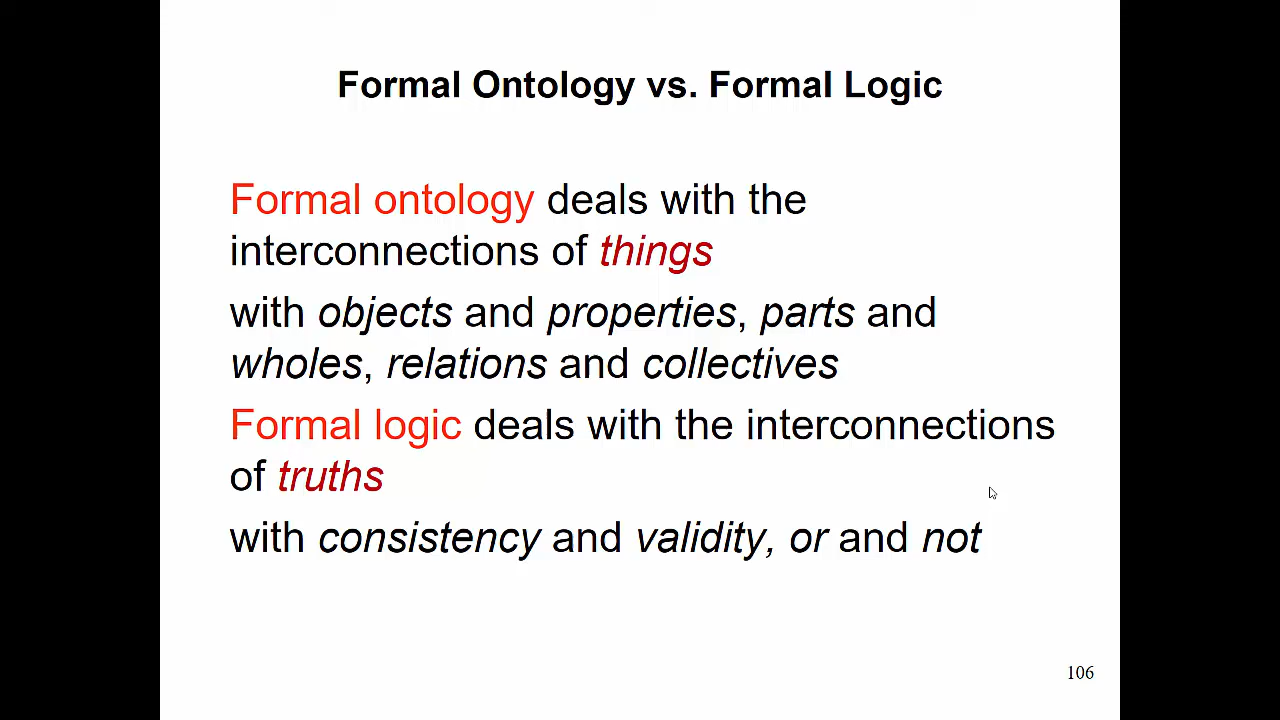 Formal Ontology vs. Formal Logic
Formal ontology deals with the
interconnections of things
with objects and properties, parts and
wholes, relations and collectives
Formal logic deals with the interconnections
of truths
with consistency and validity, or and not
106